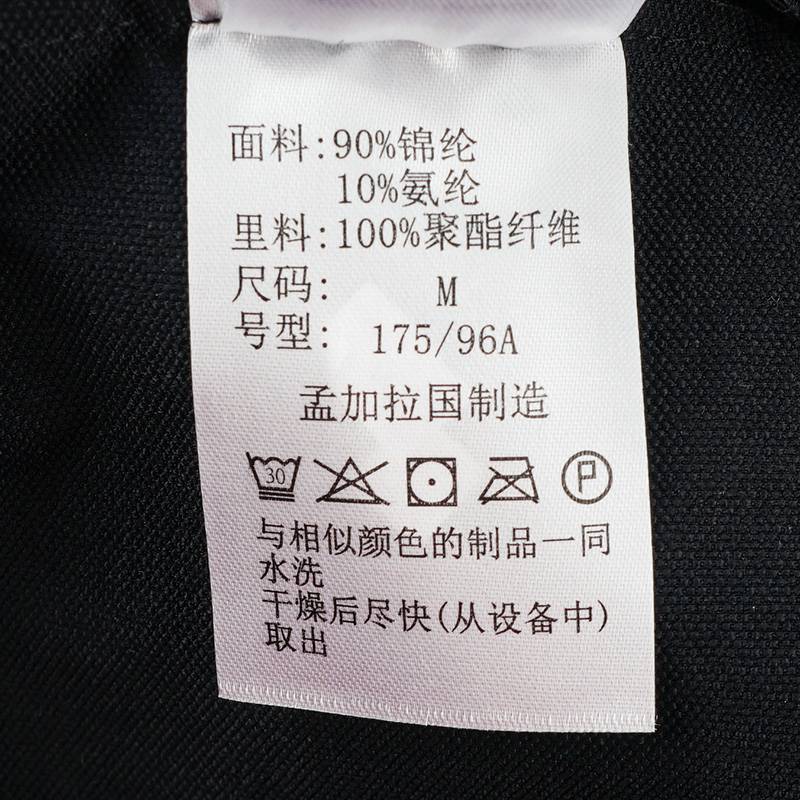 面料:90%锦纶
10%氨纶
里料:100%聚酯纤维
尺码: M
号型: 175/96A
孟加拉国制造
30 P
与相似颜色的制品一同
水洗
干燥后尽快(从设备中)
取出